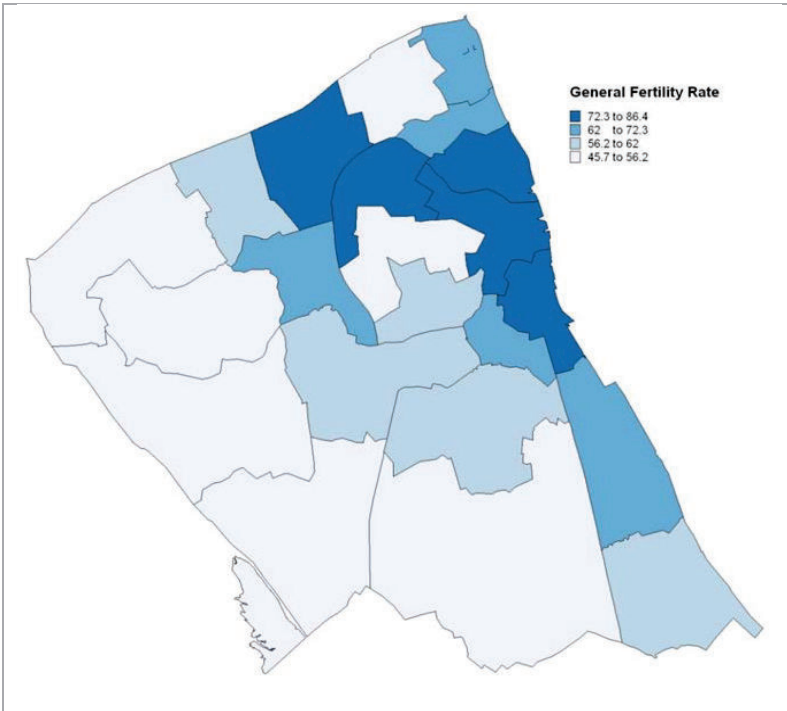 General Fertility Rate
72.3 to 86.4
62 to 72.3
56.2 to 62
45.7 to 56.2